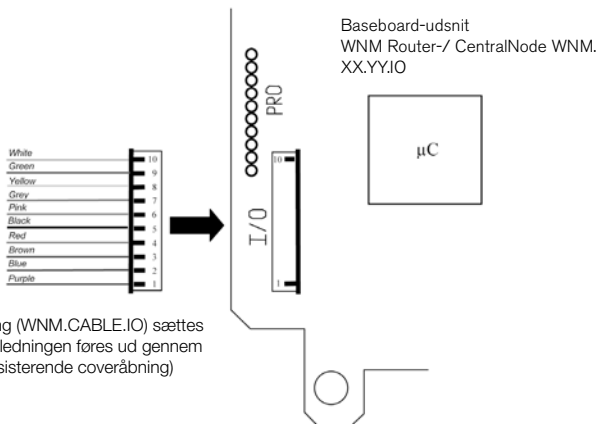 Baseboard-udsnit
WNM Router-/ CentralNode WNM.
XX.YY.IO
PRO
µC
White
Green
Yellow
Grey
Pink
Black
Red
Brown
Blue
Purple
10
9
8
7
6
5
4
3
2
1
I/O
10
1
g (WNM.CABLE.IO) sættes
ledningen føres ud gennem
sisterende coveråbning)